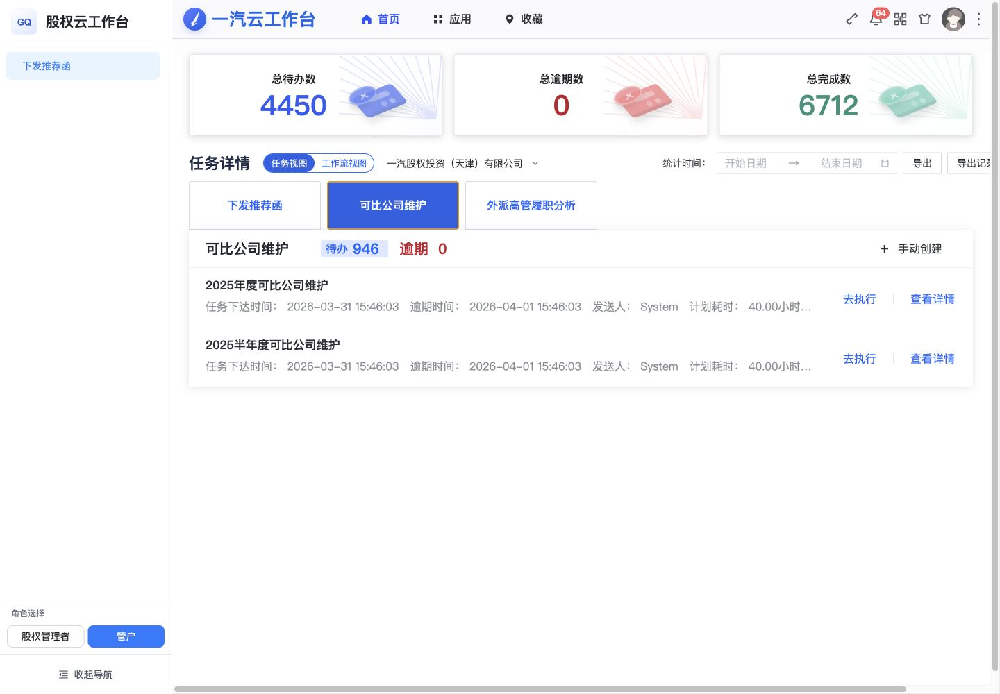 GQ 股权云工作台
下发推荐函
一汽云工作台 首页 应用 收藏 64
总待办数
4450
总逾期数
0
总完成数
6712
任务详情 任务视图 工作流视图 一汽股权投资（天津）有限公司 统计时间： 开始日期 → 结束日期 导出 导出记
下发推荐函 可比公司维护 外派高管履职分析
可比公司维护 待办 946 逾期 0 + 手动创建
2025年度可比公司维护
任务下达时间： 2026-03-31 15:46:03 逾期时间： 2026-04-01 15:46:03 发送人： System 计划耗时： 40.00小时... 去执行 查看详情
2025半年度可比公司维护
任务下达时间： 2026-03-31 15:46:03 逾期时间： 2026-04-01 15:46:03 发送人： System 计划耗时： 40.00小时... 去执行 查看详情
角色选择
股权管理者 管户
收起导航